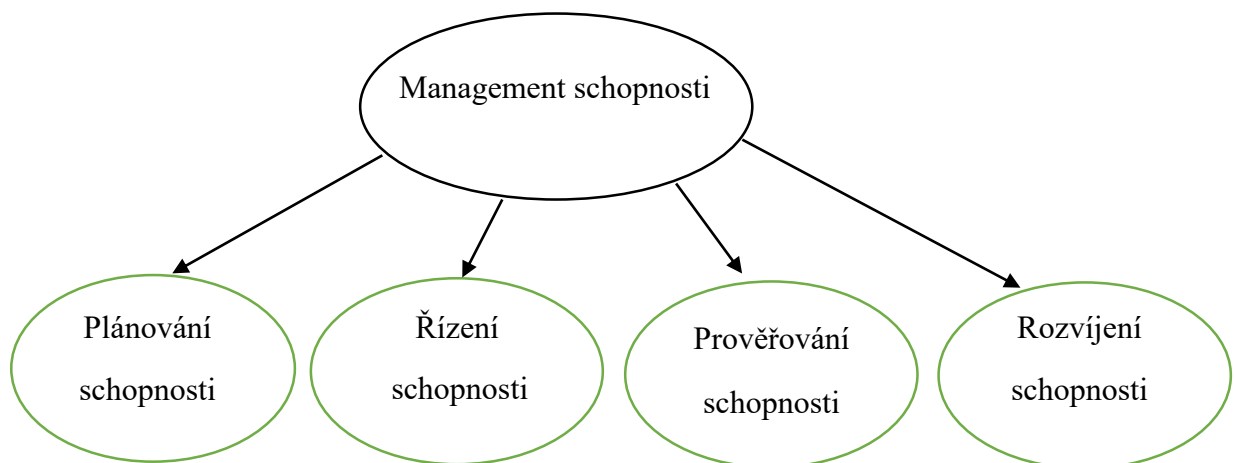 Management schopnosti
Plánování
schopnosti
Řízení
schopnosti
Prověřování
schopnosti
Rozvíjení
schopnosti